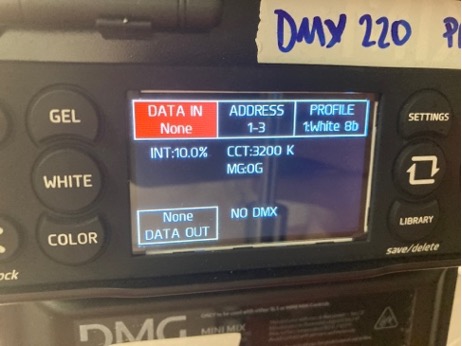 DMX 220 P
GEL
WHITE
COLOR
ock
DATA IN
None
ADDRESS
1-3
PROFILE
1:White 8b
INT:10.0%
CCT:3200 K
MG:0G
None
DATA OUT
NO DMX
SETTINGS
LIBRARY
save/delete
DMG
MINI MIX